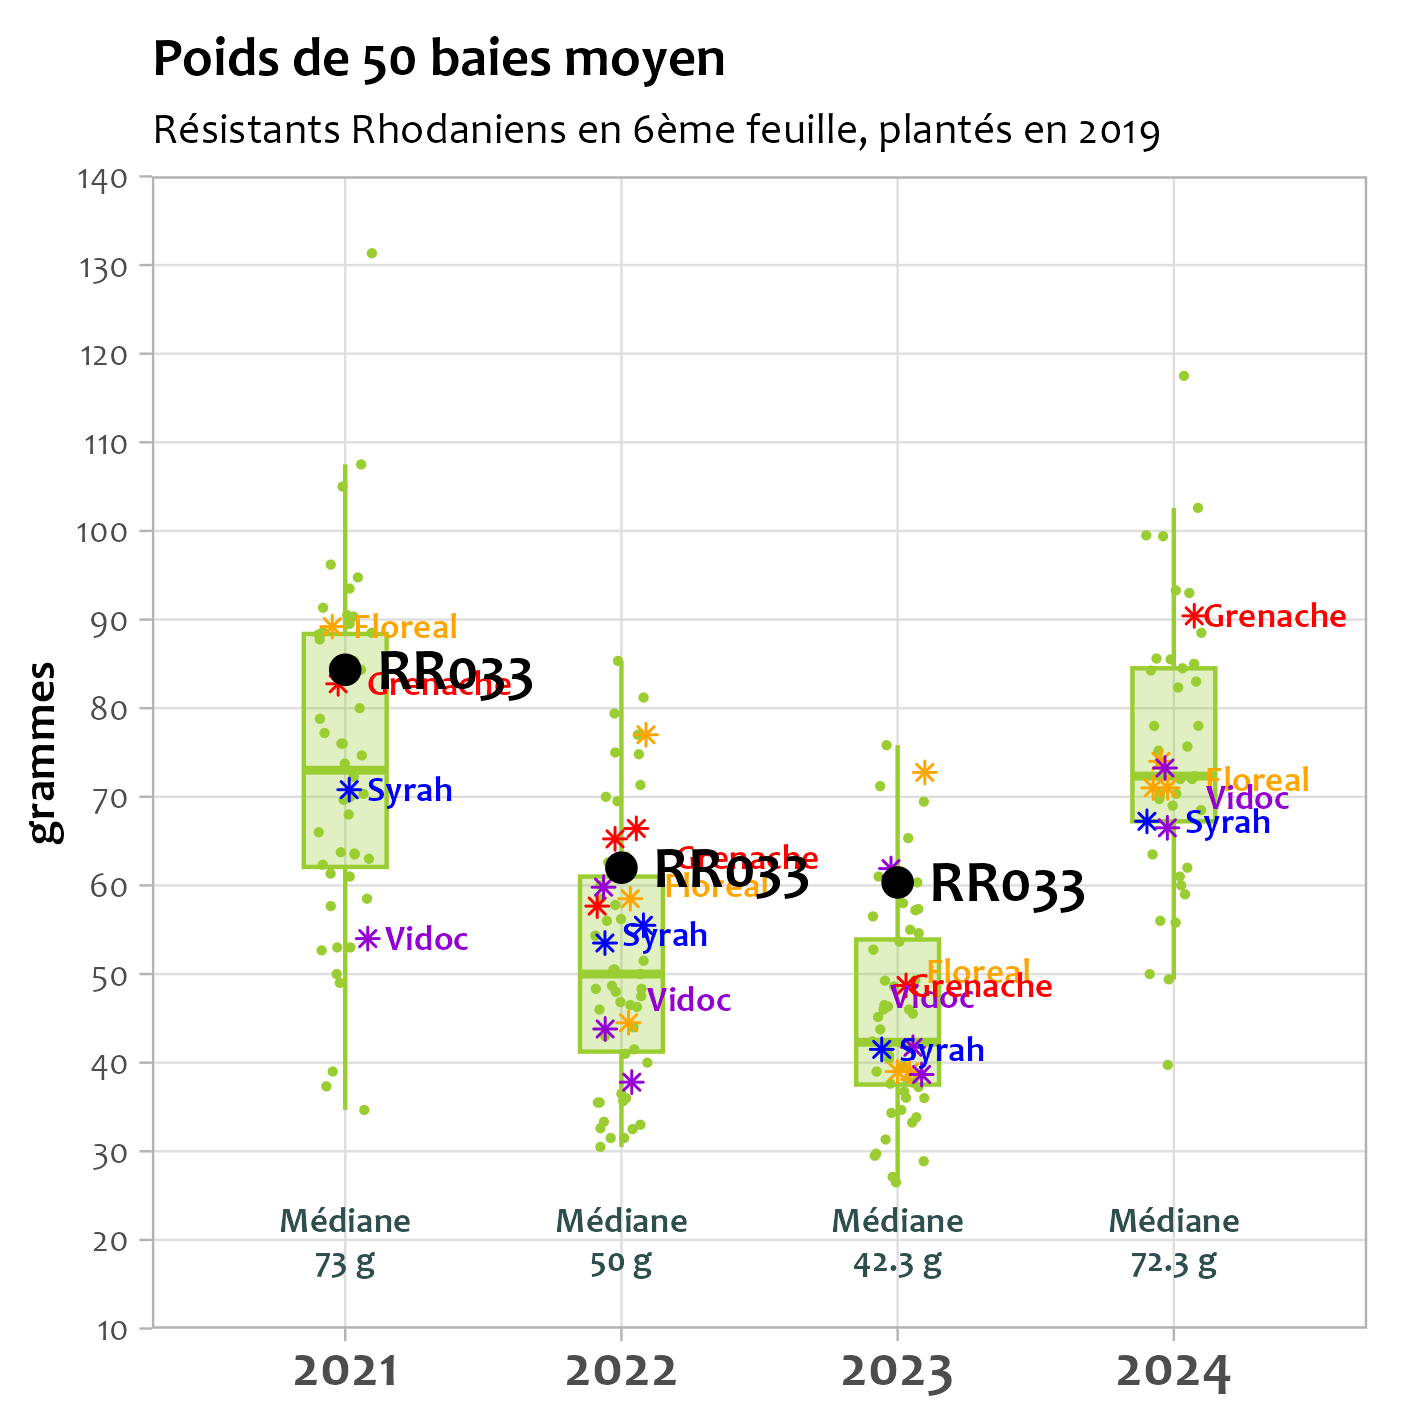 Poids de 50 baies moyen
Résistants Rhodaniens en 6ème feuille, plantés en 2019
grammes
140
130
120
110
100
90
80
70
60
50
40
30
20
10
Floreal
RR033
Grenache
Syrah
Vidoc
Grenache
RR033
Floreal
Syrah
Vidoc
RR033
Floreal
Grenache
Vidoc
Syrah
Grenache
Floreal
Vidoc
Syrah
Médiane
73 g
Médiane
50 g
Médiane
42.3 g
Médiane
72.3 g
2021
2022
2023
2024